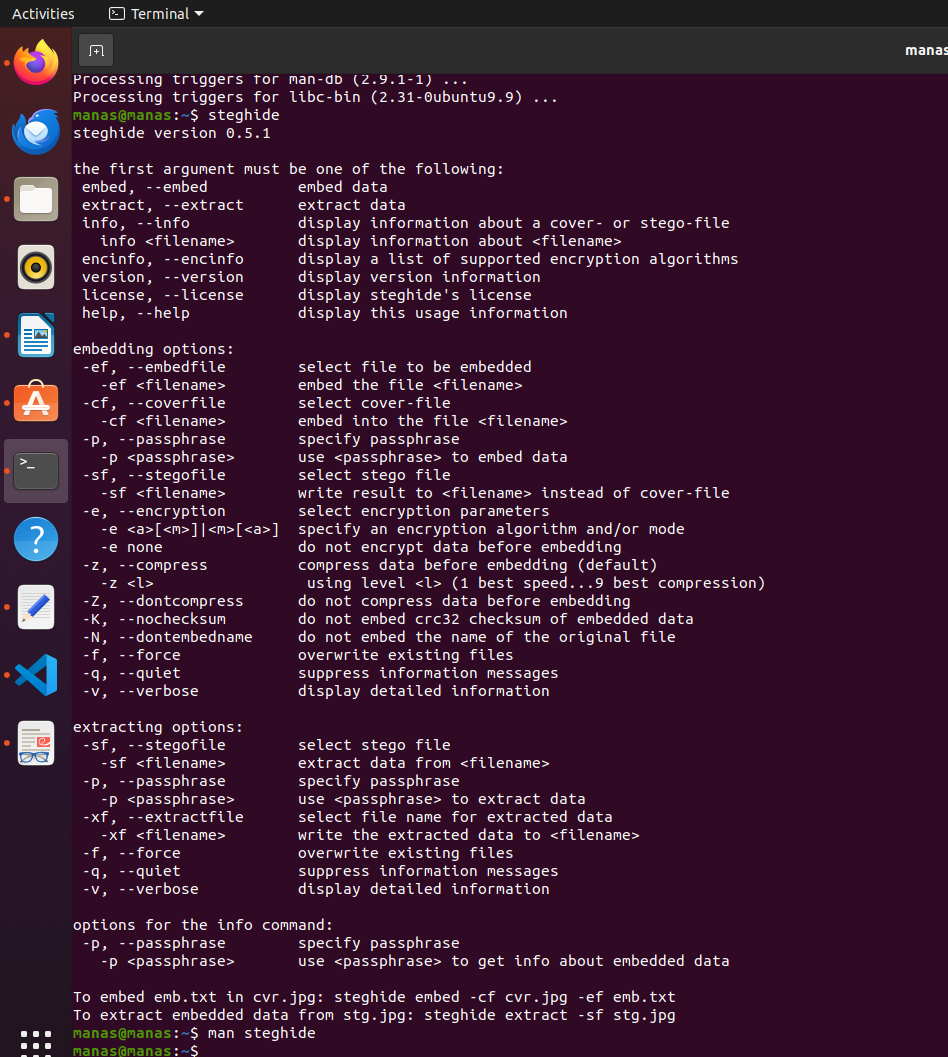 Activities
Terminal
manas
Processing triggers for man-db (2.9.1-1) ...
Processing triggers for libc-bin (2.31-0ubuntu9.9) ...
manas@manas:~$ steghide
steghide version 0.5.1
the first argument must be one of the following:
embed, --embed embed data
extract, --extract extract data
info, --info display information about a cover- or stego-file
info <filename> display information about <filename>
encinfo, --encinfo display a list of supported encryption algorithms
version, --version display version information
license, --license display steghide's license
help, --help display this usage information
embedding options:
-ef, --embedfile select file to be embedded
-ef <filename> embed the file <filename>
-cf, --coverfile select cover-file
-cf <filename> embed into the file <filename>
-p, --passphrase specify passphrase
-p <passphrase> use <passphrase> to embed data
-sf, --stegofile select stego file
-sf <filename> write result to <filename> instead of cover-file
-e, --encryption select encryption parameters
-e <a>[<m>]|<m>[<a>] specify an encryption algorithm and/or mode
-e none do not encrypt data before embedding
-z, --compress compress data before embedding (default)
-z <l> using level <l> (1 best speed...9 best compression)
-Z, --dontcompress do not compress data before embedding
-K, --nochecksum do not embed crc32 checksum of embedded data
-N, --dontembedname do not embed the name of the original file
-f, --force overwrite existing files
-q, --quiet suppress information messages
-v, --verbose display detailed information
extracting options:
-sf, --stegofile select stego file
-sf <filename> extract data from <filename>
-p, --passphrase specify passphrase
-p <passphrase> use <passphrase> to extract data
-xf, --extractfile select file name for extracted data
-xf <filename> write the extracted data to <filename>
-f, --force overwrite existing files
-q, --quiet suppress information messages
-v, --verbose display detailed information
options for the info command:
-p, --passphrase specify passphrase
-p <passphrase> use <passphrase> to get info about embedded data
To embed emb.txt in cvr.jpg: steghide embed -cf cvr.jpg -ef emb.txt
To extract embedded data from stg.jpg: steghide extract -sf stg.jpg
manas@manas:~$ man steghide
manas@manas:~$